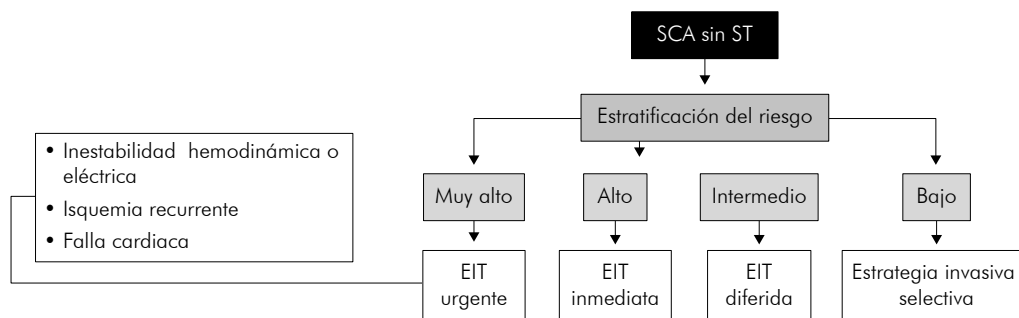 SCA sin ST
Estratificación del riesgo
• Inestabilidad hemodinámica o
eléctrica
• Isquemia recurrente
• Falla cardiaca
Muy alto
Alto
Intermedio
Bajo
EIT
urgente
EIT
inmediata
EIT
diferida
Estrategia invasiva
selectiva